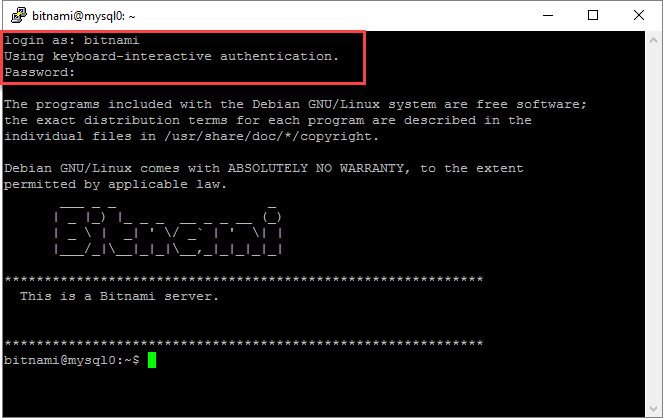 bitnami@mysql0: ~
login as: bitnami
Using keyboard-interactive authentication.
Password:
The programs included with the Debian GNU/Linux system are free software;
the exact distribution terms for each program are described in the
individual files in /usr/share/doc/*/copyright.
Debian GNU/Linux comes with ABSOLUTELY NO WARRANTY, to the extent
permitted by applicable law.
Bitnami
*************************************************************
This is a Bitnami server.
*************************************************************
bitnami@mysql0:~$